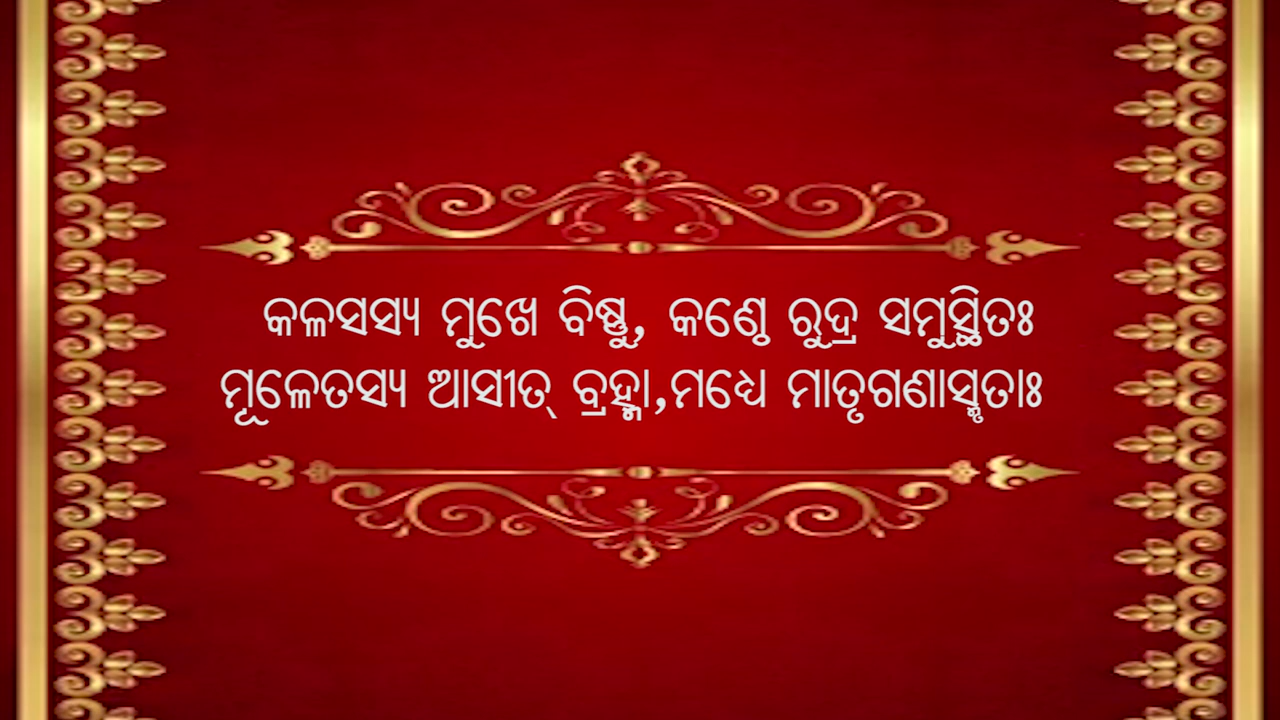 କଳସସ୍ୟ ମୁଖେ ବିଷ୍ଣୁ, କଣ୍ଠେ ରୁଦ୍ର ସମୁସ୍ଥିତଃ
ମୂଳେତସ୍ୟ ଆସୀତ୍ ବ୍ରହ୍ମା,ମଧ୍ୟେ ମାତୃଗଣାସ୍ମୃତାଃ